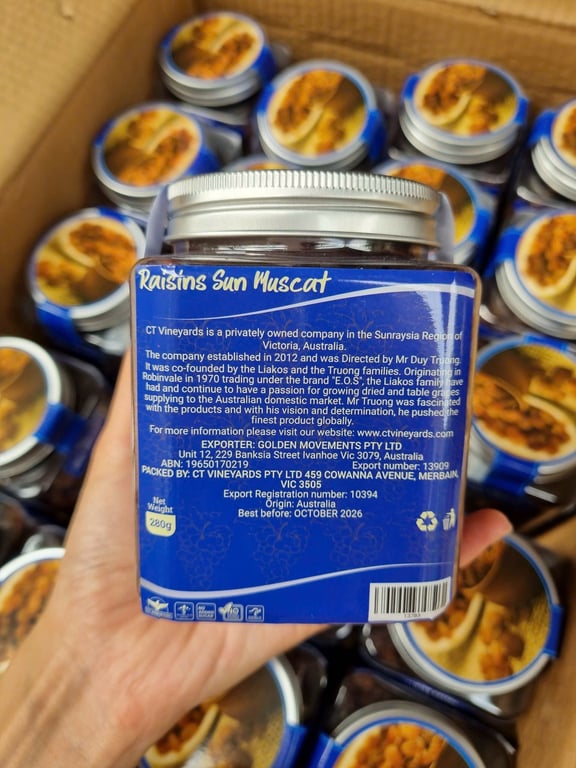 Raisins Sun Muscat
CT Vineyards is a privately owned company in the Sunraysia Region of
Victoria, Australia.
The company established in 2012 and was Directed by Mr Duy Truong.
It was co-founded by the Liakos and the Truong families. Originating in
Robinvale in 1970 trading under the brand "E.O.S", the Liakos family have
had and continue to have a passion for growing dried and table grapes
supplying to the Australian domestic market. Mr Truong was fascinated
with the products and with his vision and determination, he pushed the
finest product globally.
For more information please visit our website: www.ctvineyards.com
EXPORTER: GOLDEN MOVEMENTS PTY LTD
Unit 12, 229 Banksia Street Ivanhoe Vic 3079, Australia
ABN: 19650170219 Export number: 13909
PACKED BY: CT VINEYARDS PTY LTD 459 COWANNA AVENUE, MERBAIN,
VIC 3505
Export Registration number: 10394
Origin: Australia
Best before: OCTOBER 2026
Net
Weight
280g
NO
ADDED
SUGAR